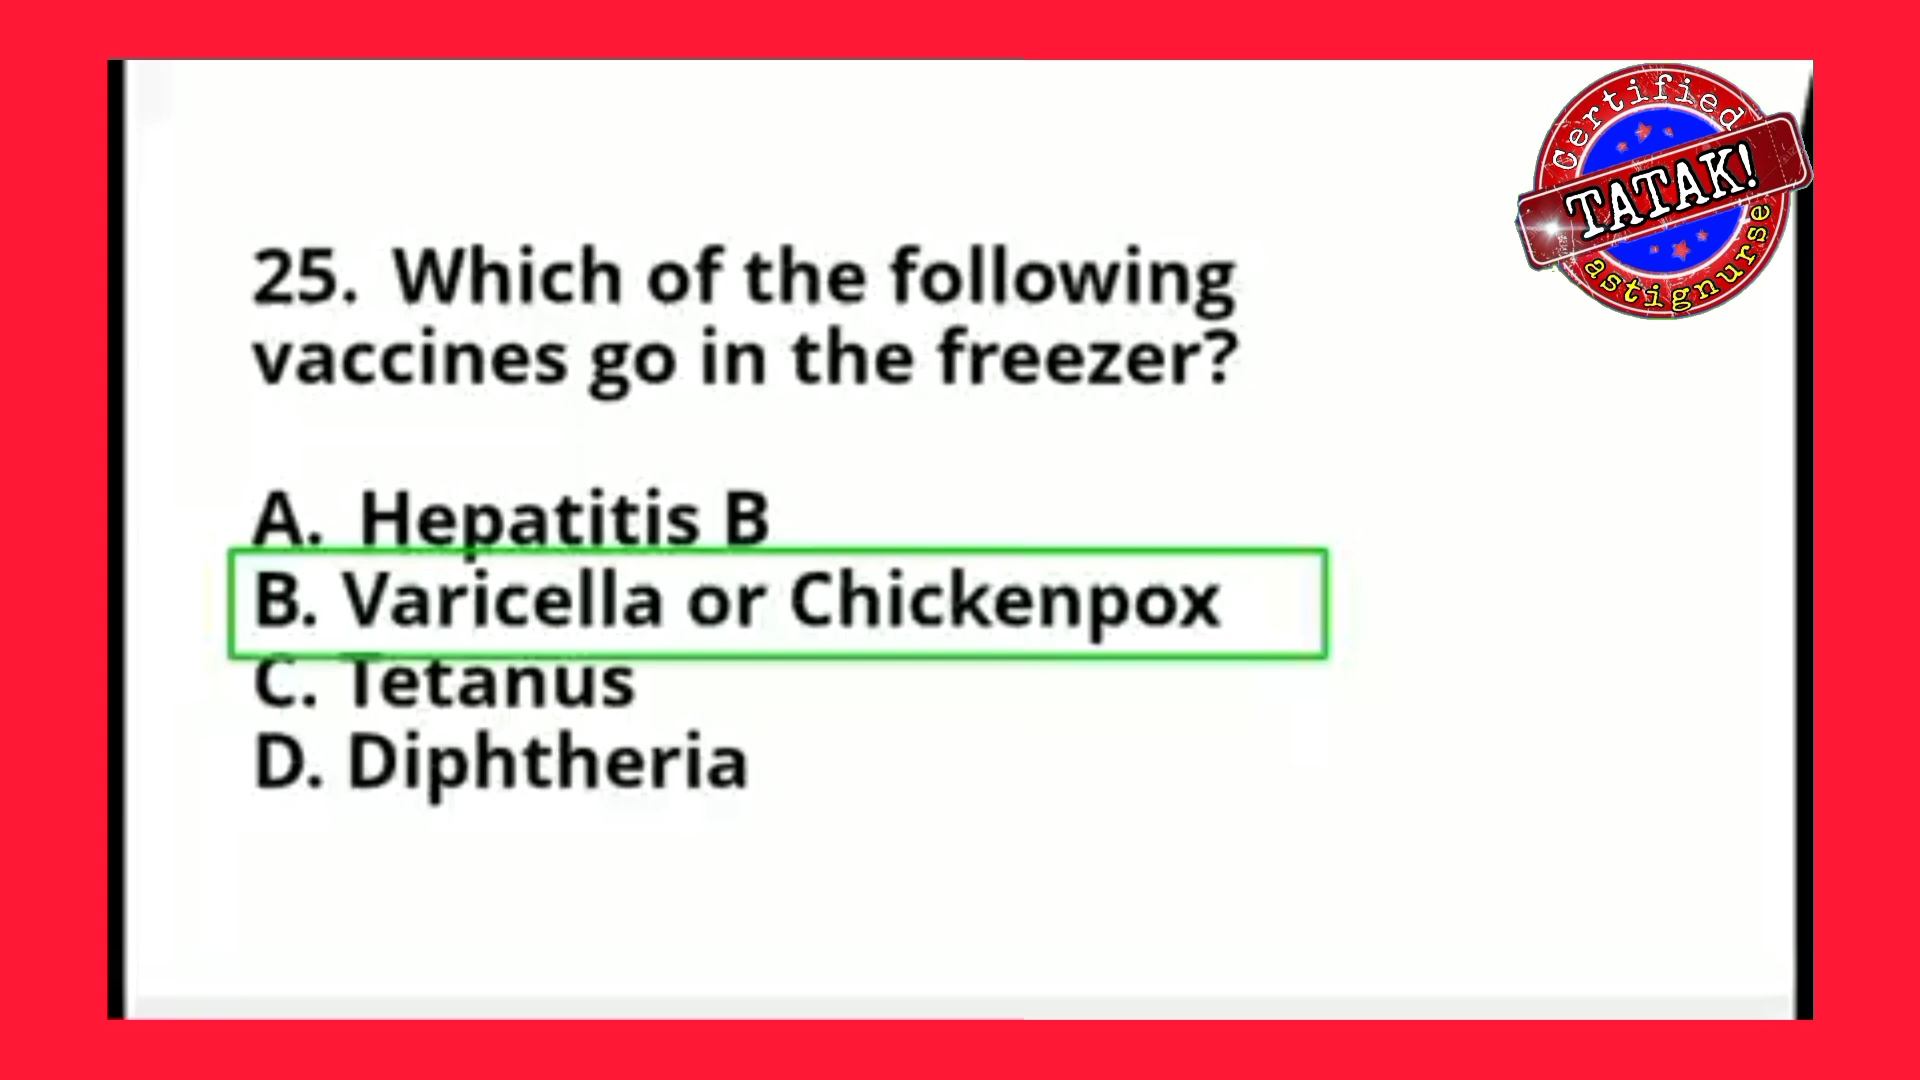 Certified
TATAK!
astignurse
25. Which of the following
vaccines go in the freezer?
A. Hepatitis B
B. Varicella or Chickenpox
C. Tetanus
D. Diphtheria